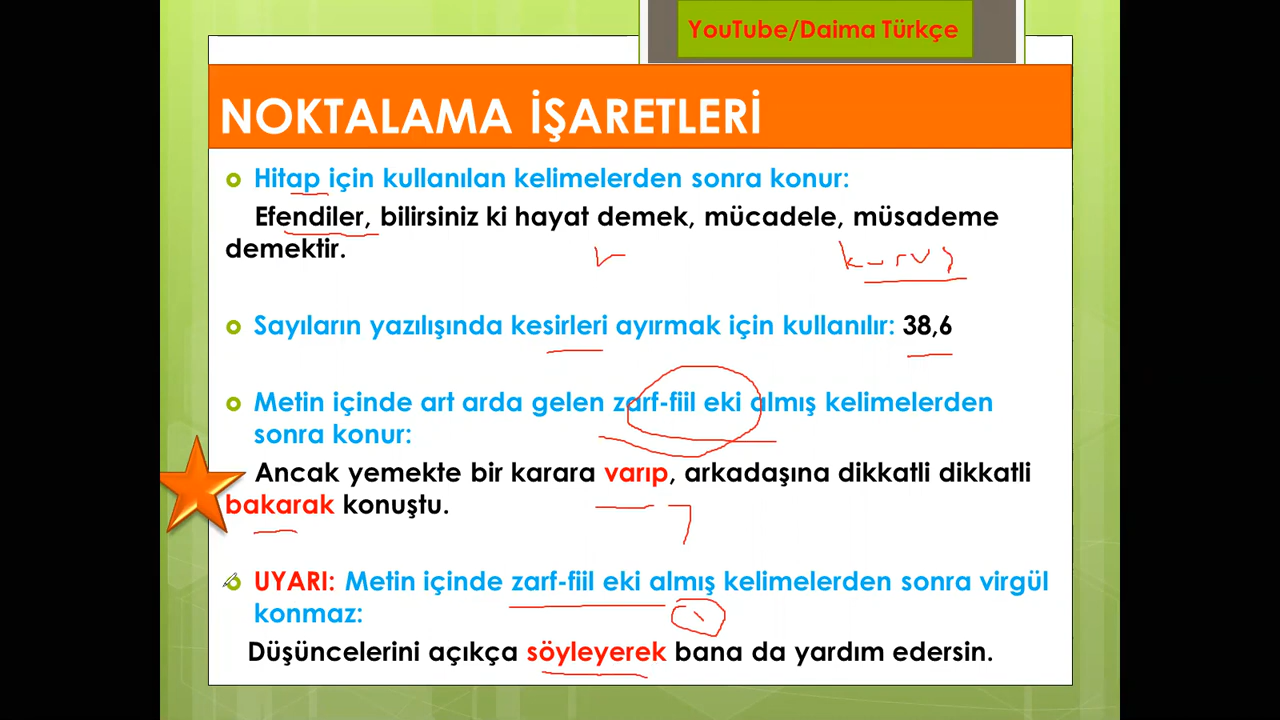 YouTube/Daima Türkçe
NOKTALAMA İŞARETLERİ
Hitap için kullanılan kelimelerden sonra konur:
Efendiler, bilirsiniz ki hayat demek, mücadele, müsademe
demektir.
Sayıların yazılışında kesirleri ayırmak için kullanılır: 38,6
Metin içinde art arda gelen zarf-fiil eki almış kelimelerden
sonra konur:
Ancak yemekte bir karara varıp, arkadaşına dikkatli dikkatli
bakarak konuştu.
UYARI: Metin içinde zarf-fiil eki almış kelimelerden sonra virgül
konmaz:
Düşüncelerini açıkça söyleyerek bana da yardım edersin.